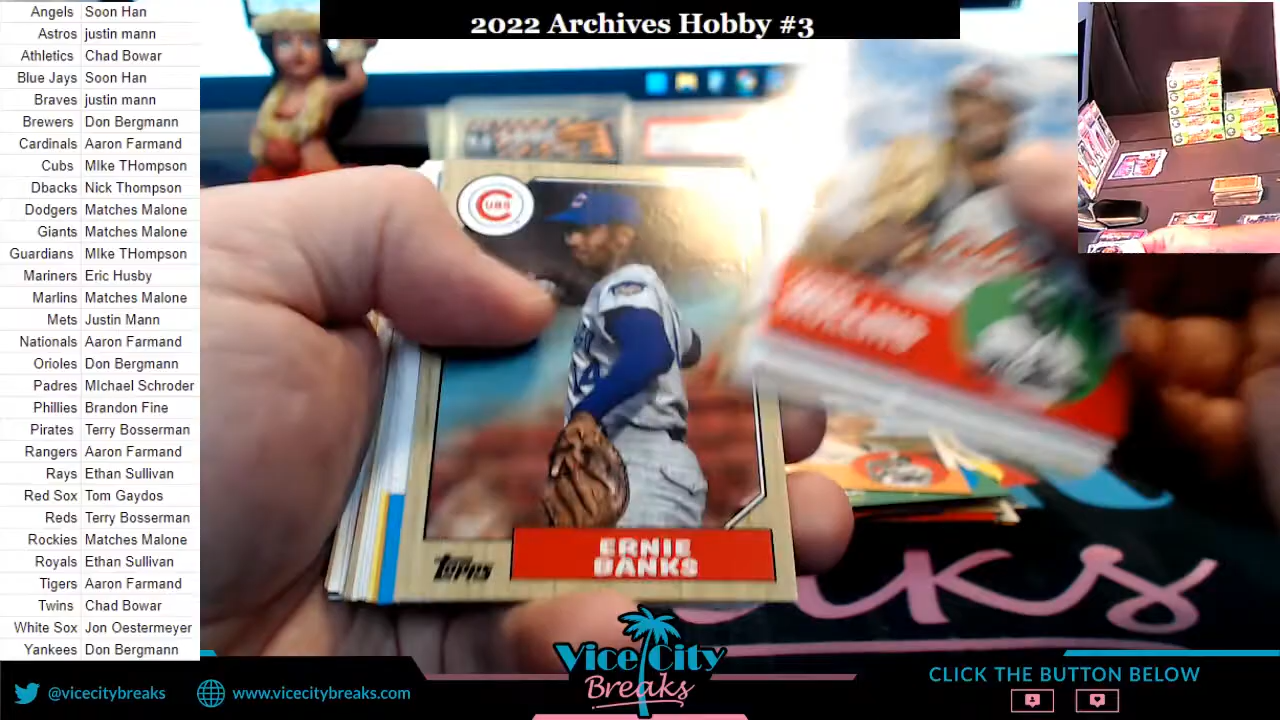 2022 Archives Hobby #3
Angels Soon Han
Astros justin mann
Athletics Chad Bowar
Blue Jays Soon Han
Braves justin mann
Brewers Don Bergmann
Cardinals Aaron Farmand
Cubs MIke THompson
Dbacks Nick Thompson
Dodgers Matches Malone
Giants Matches Malone
Guardians MIke THompson
Mariners Eric Husby
Marlins Matches Malone
Mets Justin Mann
Nationals Aaron Farmand
Orioles Don Bergmann
Padres MIchael Schroder
Phillies Brandon Fine
Pirates Terry Bosserman
Rangers Aaron Farmand
Rays Ethan Sullivan
Red Sox Tom Gaydos
Reds Terry Bosserman
Rockies Matches Malone
Royals Ethan Sullivan
Tigers Aaron Farmand
Twins Chad Bowar
White Sox Jon Oestermeyer
Yankees Don Bergmann
CUBS
14
Topps
ERNIE
BANKS
MULLINS
Vice City
Breaks
@vicecitybreaks
www.vicecitybreaks.com
CLICK THE BUTTON BELOW